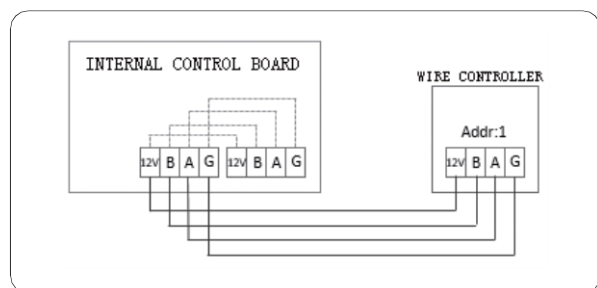 INTERNAL CONTROL BOARD
WIRE CONTROLLER
Addr:1
12V B A G 12V B A G
12V B A G